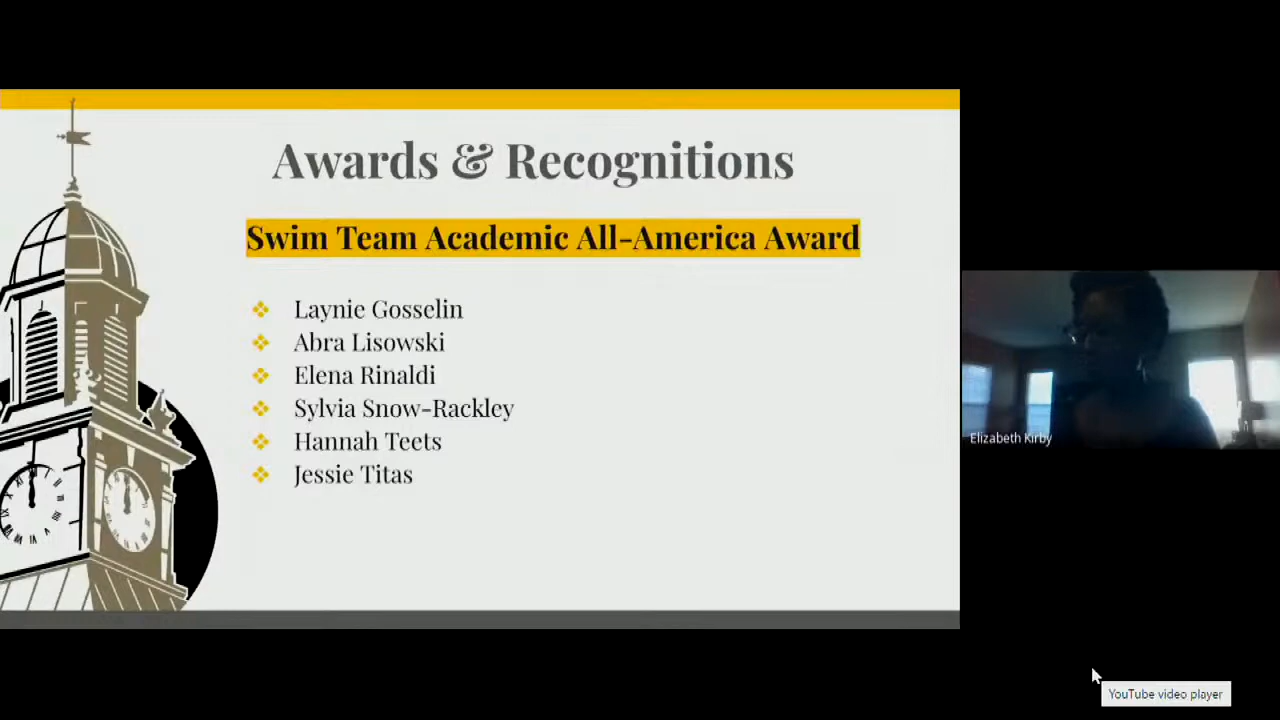 Awards & Recognitions
Swim Team Academic All-America Award
Laynie Gosselin
Abra Lisowski
Elena Rinaldi
Sylvia Snow-Rackley
Hannah Teets
Jessie Titas
Elizabeth Kirby
YouTube video player